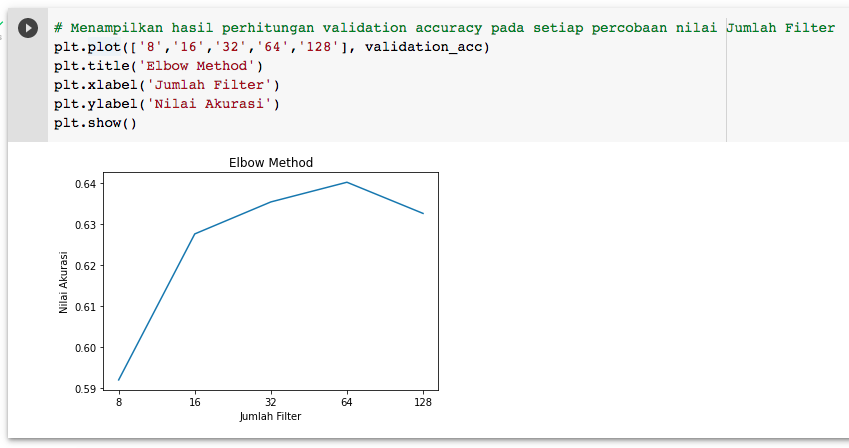 # Menampilkan hasil perhitungan validation accuracy pada setiap percobaan nilai Jumlah Filter
plt.plot(['8','16','32','64','128'], validation_acc)
plt.title('Elbow Method')
plt.xlabel('Jumlah Filter')
plt.ylabel('Nilai Akurasi')
plt.show()
Elbow Method
0.64
0.63
0.62
0.61
0.60
0.59
Nilai Akurasi
8 16 32 64 128
Jumlah Filter